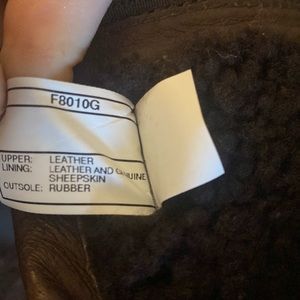 F8010G
UPPER: LEATHER
LINING: LEATHER AND GENUINE
SHEEPSKIN
OUTSOLE: RUBBER